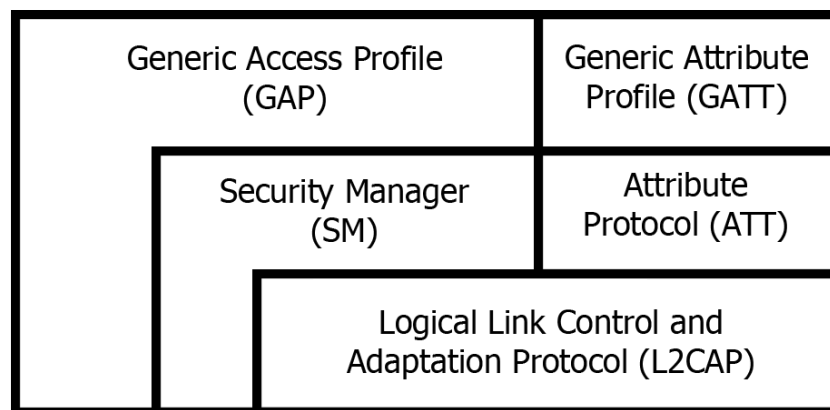 Generic Access Profile
(GAP)
Generic Attribute
Profile (GATT)
Security Manager
(SM)
Attribute
Protocol (ATT)
Logical Link Control and
Adaptation Protocol (L2CAP)